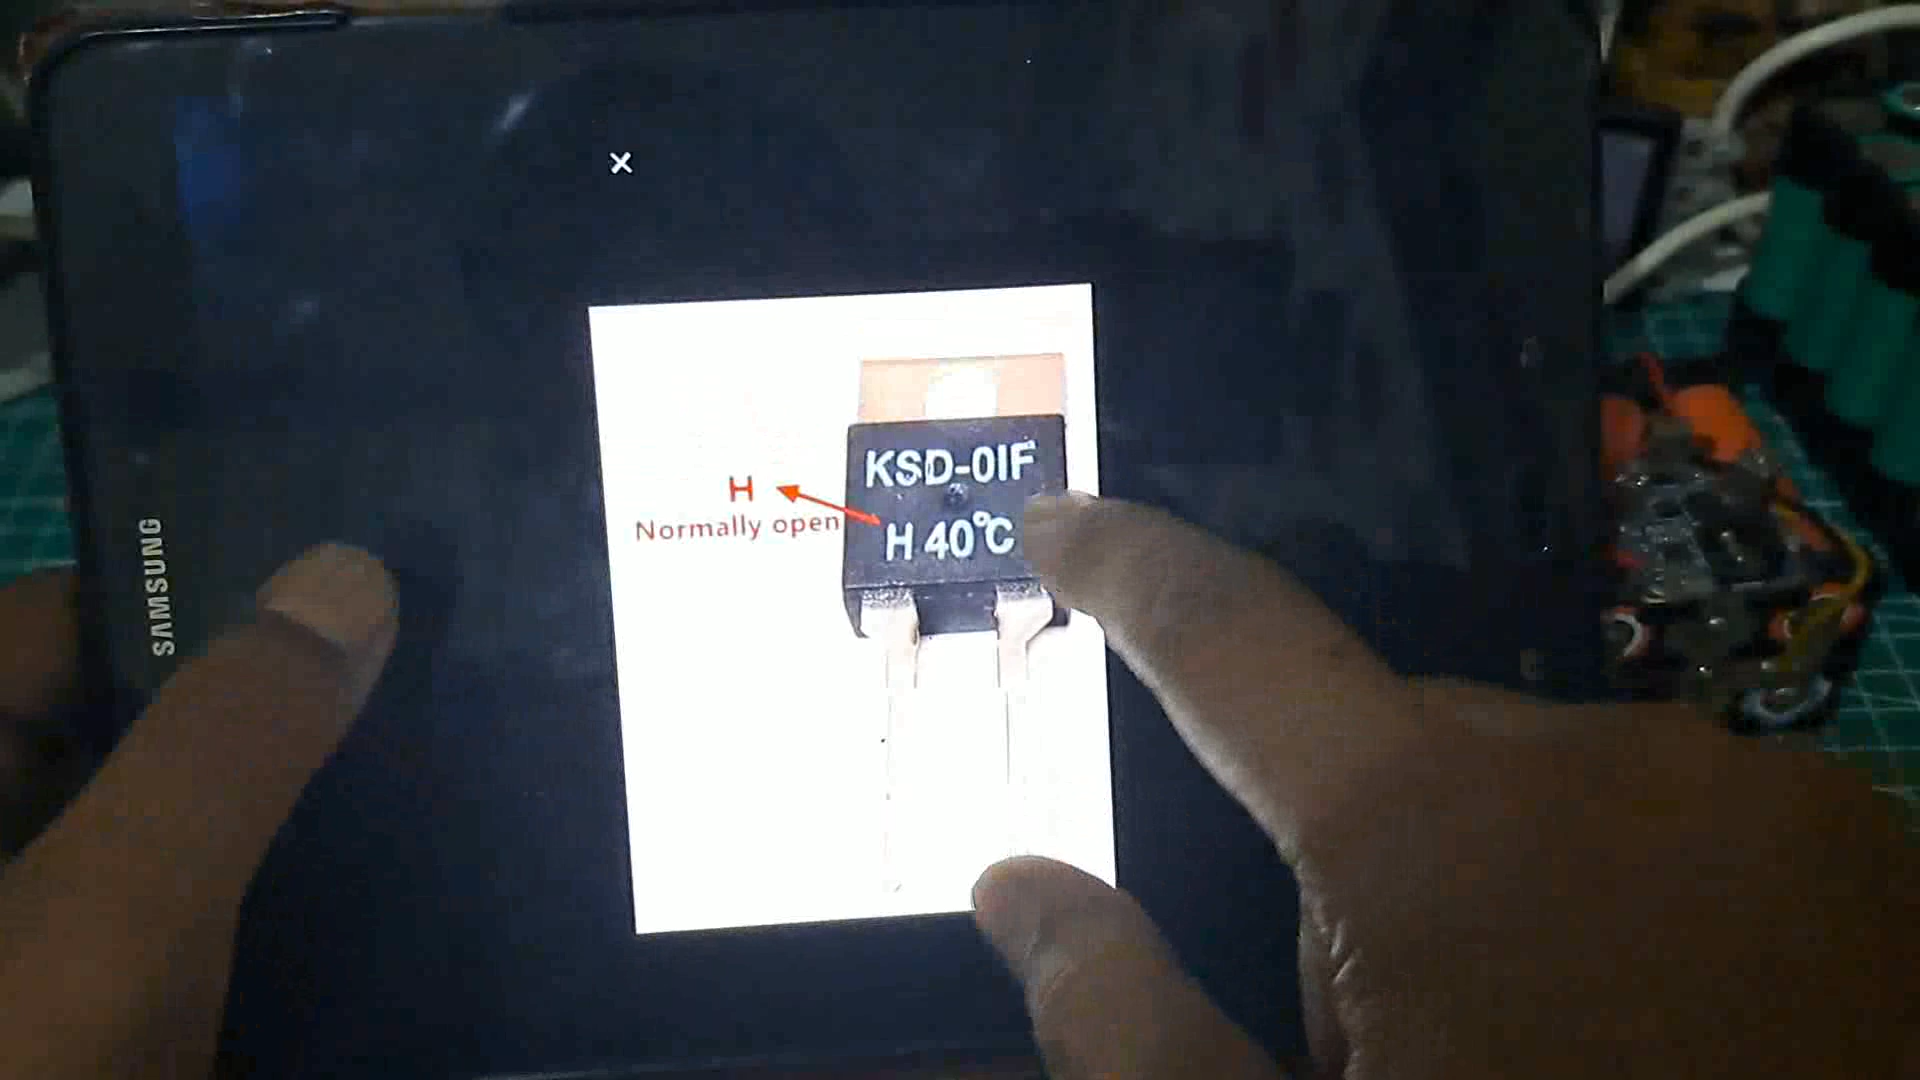 SAMSUNG
KSD-01F
H
H 40°C
Normally open